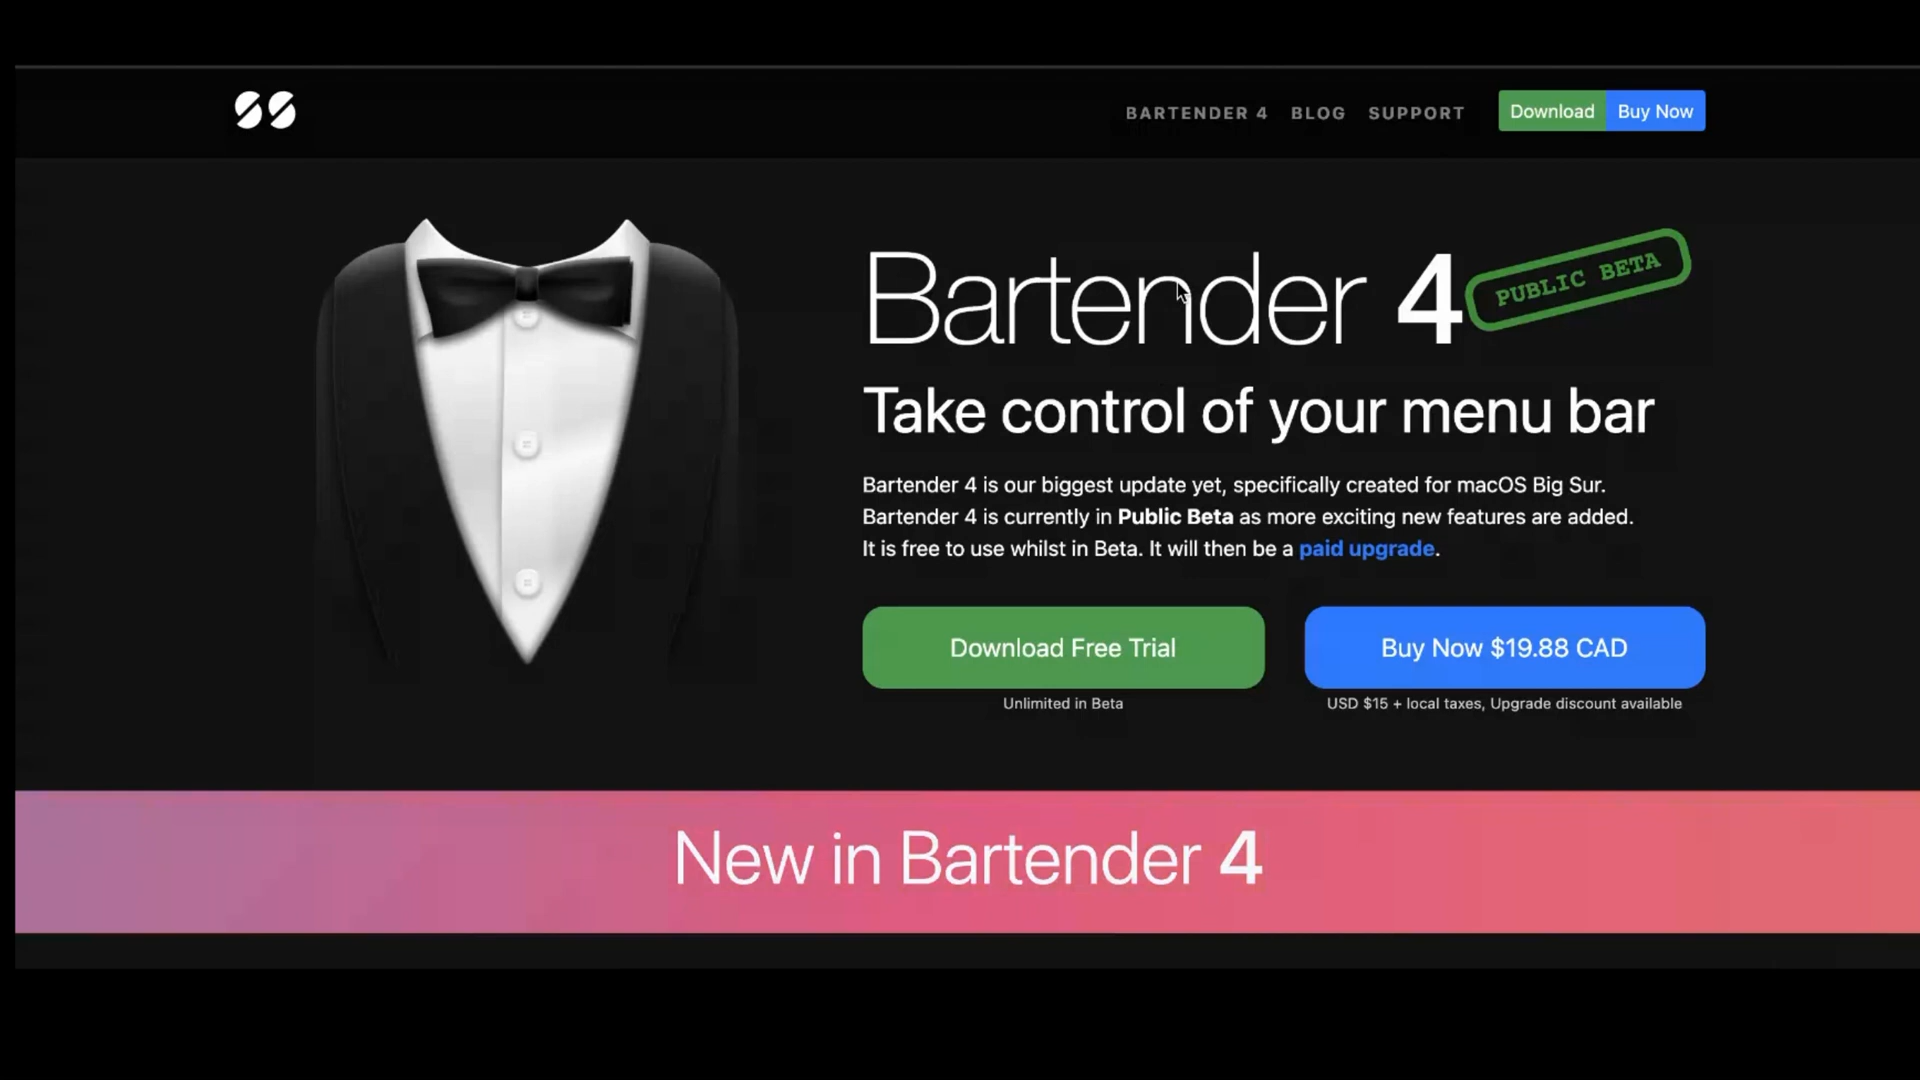 BARTENDER 4 BLOG SUPPORT Download Buy Now
Bartender 4 PUBLIC BETA
Take control of your menu bar
Bartender 4 is our biggest update yet, specifically created for macOS Big Sur.
Bartender 4 is currently in Public Beta as more exciting new features are added.
It is free to use whilst in Beta. It will then be a paid upgrade.
Download Free Trial
Unlimited in Beta
Buy Now $19.88 CAD
USD $15 + local taxes, Upgrade discount available
New in Bartender 4